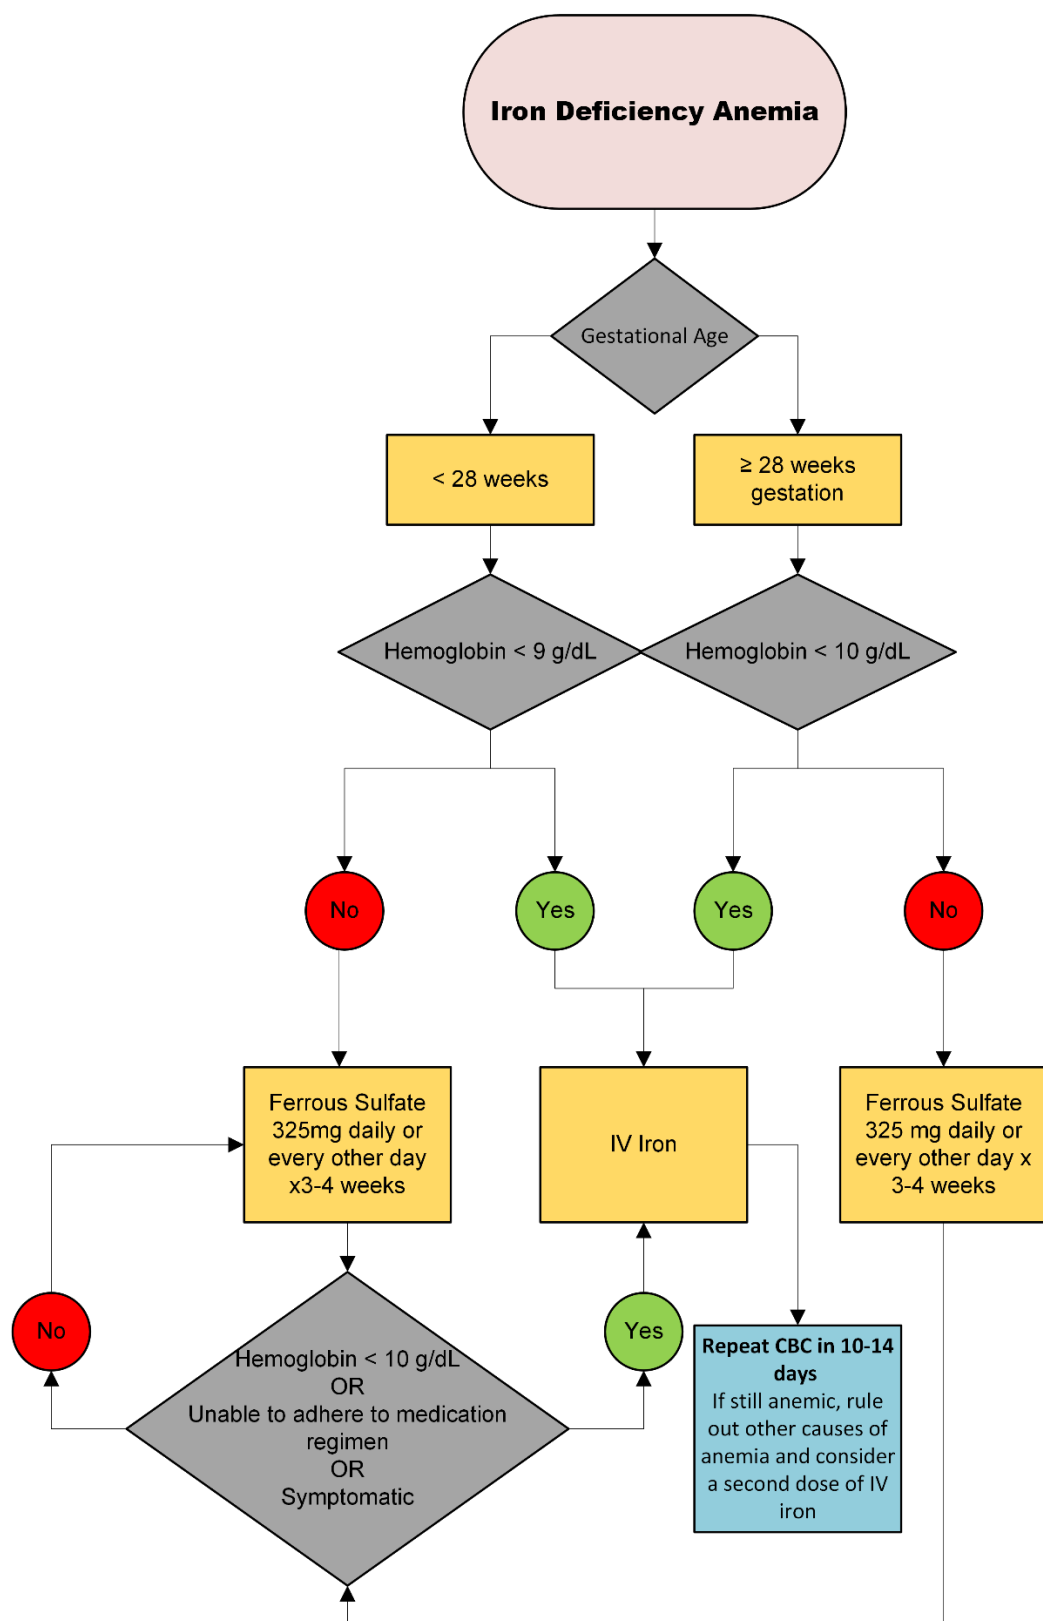 Iron Deficiency Anemia
Gestational Age
< 28 weeks
≥ 28 weeks
gestation
Hemoglobin < 9 g/dL
Hemoglobin < 10 g/dL
No
Yes
Yes
No
Ferrous Sulfate
325mg daily or
every other day
x3-4 weeks
IV Iron
Ferrous Sulfate
325 mg daily or
every other day x
3-4 weeks
No
Hemoglobin < 10 g/dL
OR
Unable to adhere to medication
regimen
OR
Symptomatic
Yes
Repeat CBC in 10-14
days
If still anemic, rule
out other causes of
anemia and consider
a second dose of IV
iron